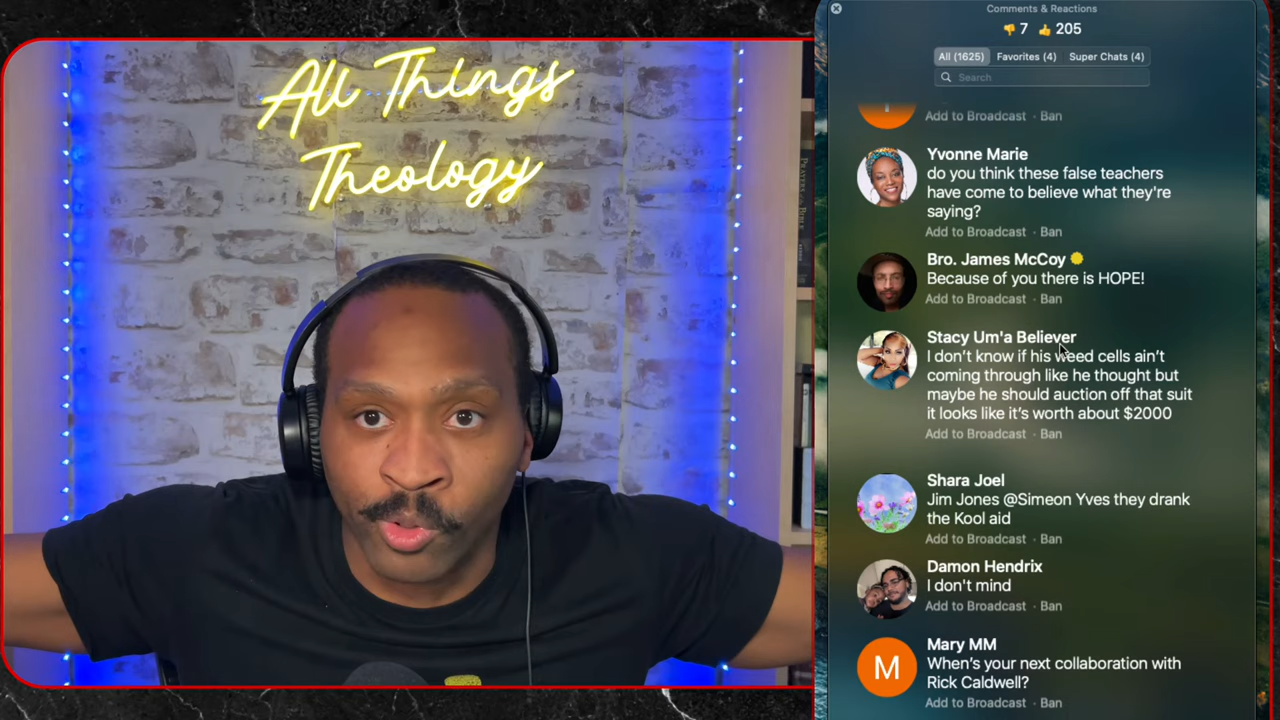 All Things
Theology
PRAYERS
Comments & Reactions
7 205
All (1625) Favorites (4) Super Chats (4)
Search
Add to Broadcast · Ban
Yvonne Marie
do you think these false teachers
have come to believe what they're
saying?
Add to Broadcast · Ban
Bro. James McCoy
Because of you there is HOPE!
Add to Broadcast · Ban
Stacy Um'a Believer
I don't know if his weed cells ain't
coming through like he thought but
maybe he should auction off that suit
it looks like it's worth about $2000
Add to Broadcast · Ban
Shara Joel
Jim Jones @Simeon Yves they drank
the Kool aid
Add to Broadcast · Ban
Damon Hendrix
I don't mind
Add to Broadcast · Ban
M
Mary MM
When's your next collaboration with
Rick Caldwell?
Add to Broadcast · Ban